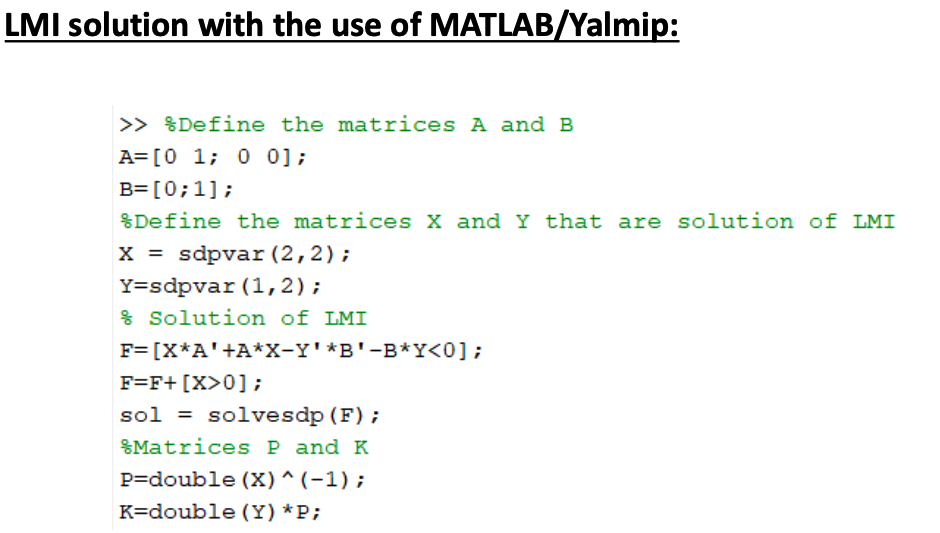 LMI solution with the use of MATLAB/Yalmip:
>> %Define the matrices A and B
A=[0 1; 0 0];
B=[0;1];
%Define the matrices X and Y that are solution of LMI
X = sdpvar(2,2);
Y=sdpvar(1,2);
% Solution of LMI
F=[X*A'+A*X-Y'*B'-B*Y<0];
F=F+[X>0];
sol = solvesdp(F);
%Matrices P and K
P=double(X)^(-1);
K=double(Y)*P;